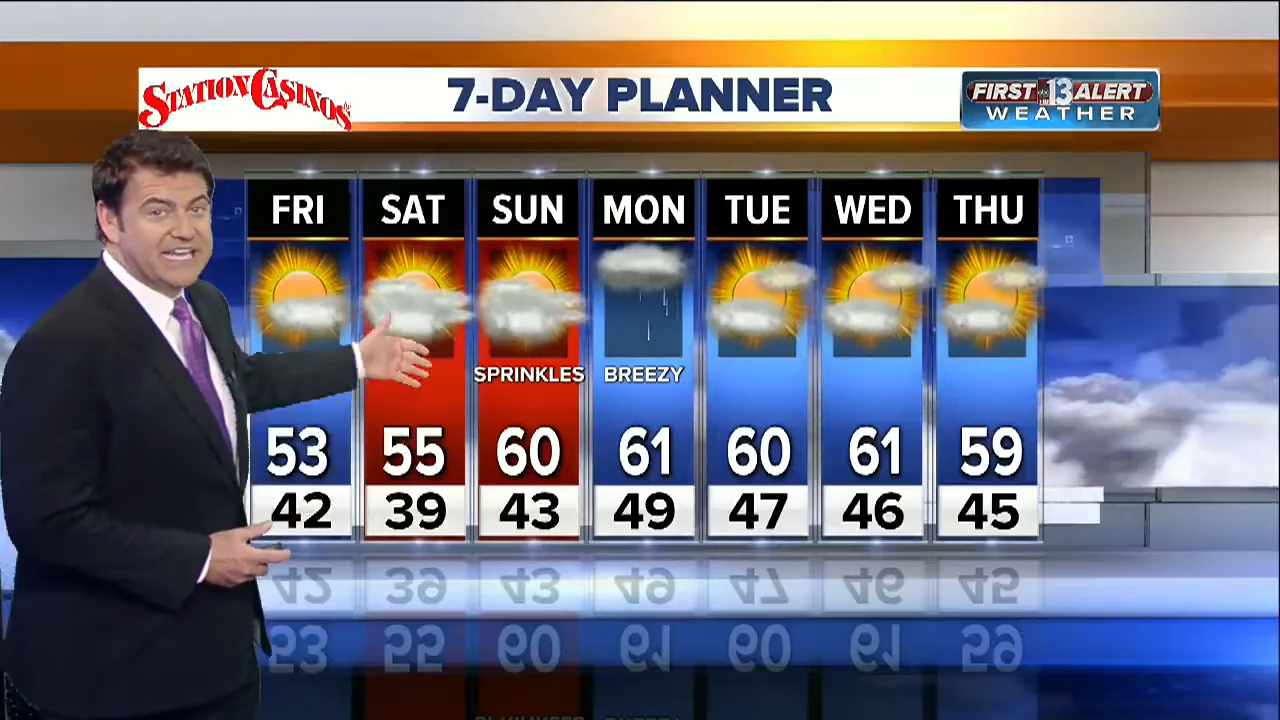 STATION CASINOS
7-DAY PLANNER
FIRST 13 ALERT
WEATHER
FRI SAT SUN MON TUE WED THU
SPRINKLES BREEZY
53 55 60 61 60 61 59
42 39 43 49 47 46 45